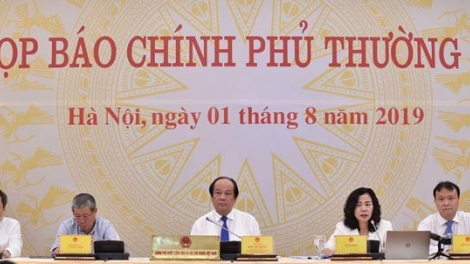 ỌP BÁO CHÍNH PHỦ THƯỜNG
Hà Nội, ngày 01 tháng 8 năm 2019